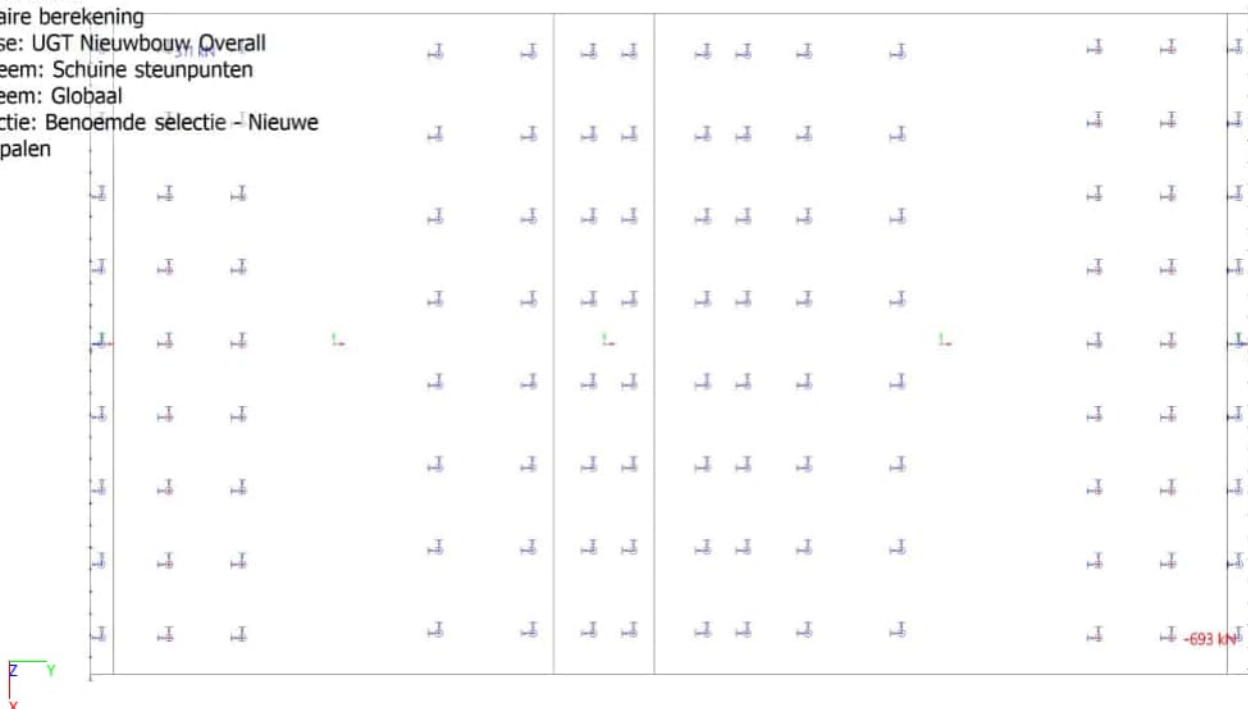 aire berekening
se: UGT Nieuwbouw Overall
eem: Schuine steunpunten
eem: Globaal
ctie: Benoemde selectie - Nieuwe
palen
-693 kN
Z Y
X